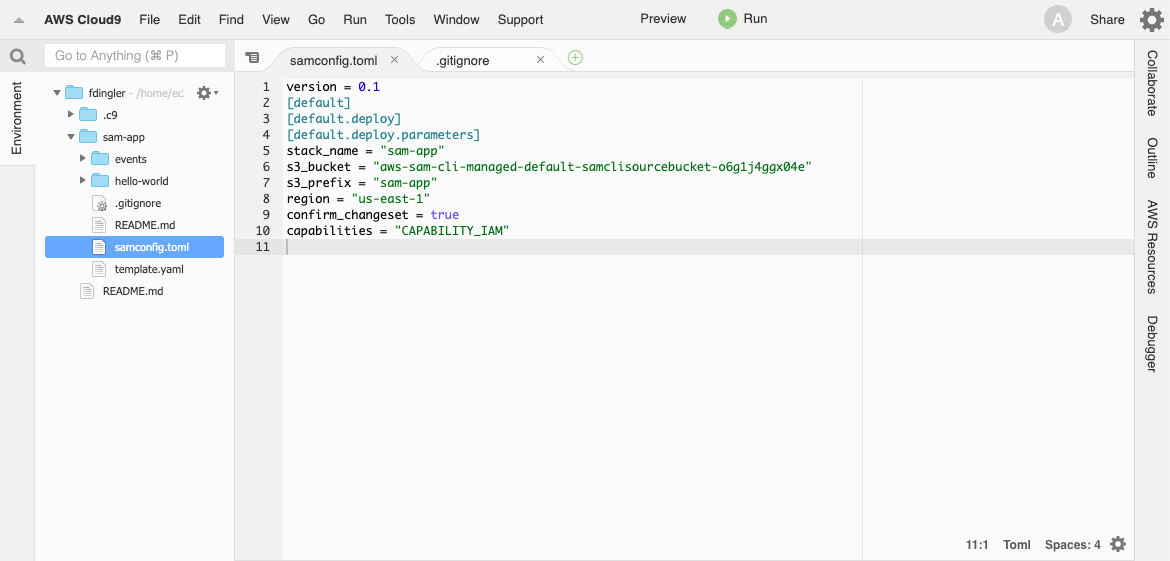 AWS Cloud9 File Edit Find View Go Run Tools Window Support Preview Run A Share
Go to Anything (⌘ P)
samconfig.toml
.gitignore
Environment
fdingler - /home/ec
.c9
sam-app
events
hello-world
.gitignore
README.md
samconfig.toml
template.yaml
README.md
1 version = 0.1
2 [default]
3 [default.deploy]
4 [default.deploy.parameters]
5 stack_name = "sam-app"
6 s3_bucket = "aws-sam-cli-managed-default-samclisourcebucket-o6g1j4ggx04e"
7 s3_prefix = "sam-app"
8 region = "us-east-1"
9 confirm_changeset = true
10 capabilities = "CAPABILITY_IAM"
11
Collaborate
Outline
AWS Resources
Debugger
11:1 Toml Spaces: 4